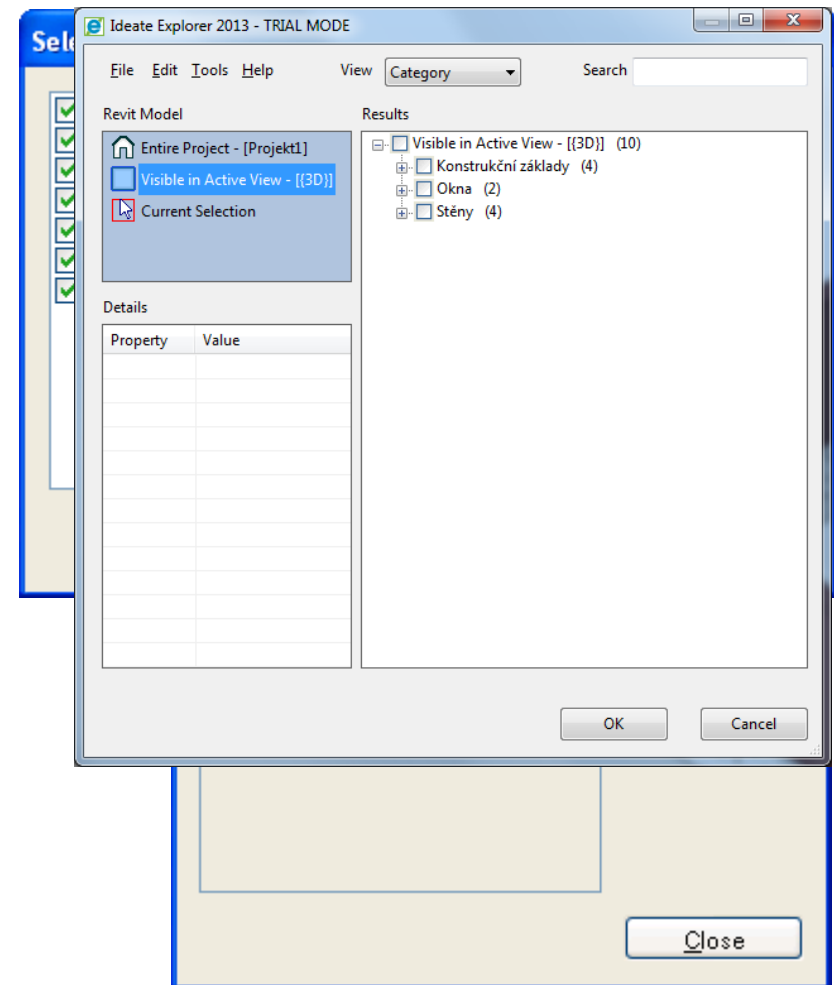 Sele
Ideate Explorer 2013 - TRIAL MODE
File Edit Tools Help View Category Search
Revit Model
Entire Project - [Projekt1]
Visible in Active View - [{3D}]
Current Selection
Results
Visible in Active View - [{3D}] (10)
Konstrukční základy (4)
Okna (2)
Stěny (4)
Details
Property Value
OK Cancel
Close